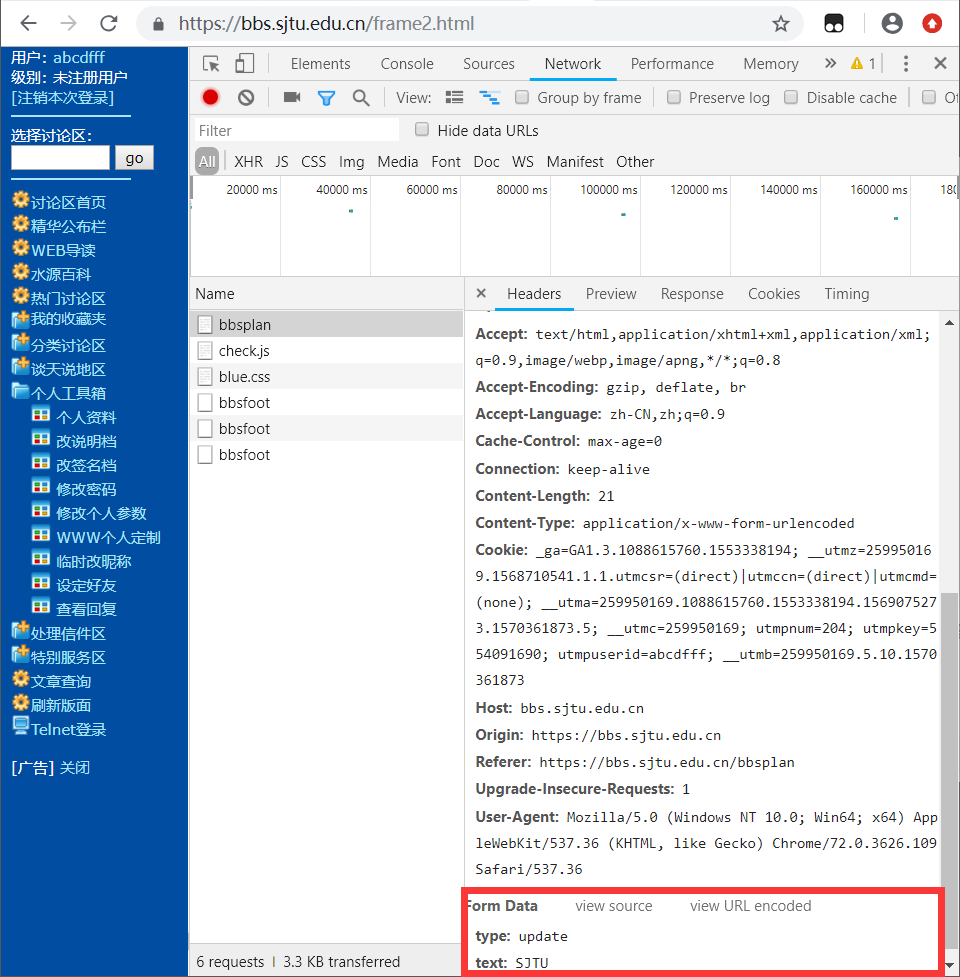 https://bbs.sjtu.edu.cn/frame2.html
用户：abcdfff
级别：未注册用户
[注销本次登录]
选择讨论区：
go
讨论区首页
精华公布栏
WEB导读
水源百科
热门讨论区
我的收藏夹
分类讨论区
谈天说地区
个人工具箱
个人资料
改说明档
改签名档
修改密码
修改个人参数
WWW个人定制
临时改昵称
设定好友
查看回复
处理信件区
特别服务区
文章查询
刷新版面
Telnet登录
[广告] 关闭
Elements Console Sources Network Performance Memory » 1
View: Group by frame Preserve log Disable cache
Filter Hide data URLs
All XHR JS CSS Img Media Font Doc WS Manifest Other
20000 ms 40000 ms 60000 ms 80000 ms 100000 ms 120000 ms 140000 ms 160000 ms
Name
bbsplan
check.js
blue.css
bbsfoot
bbsfoot
bbsfoot
6 requests 3.3 KB transferred
× Headers Preview Response Cookies Timing
Accept: text/html,application/xhtml+xml,application/xml;
q=0.9,image/webp,image/apng,*/*;q=0.8
Accept-Encoding: gzip, deflate, br
Accept-Language: zh-CN,zh;q=0.9
Cache-Control: max-age=0
Connection: keep-alive
Content-Length: 21
Content-Type: application/x-www-form-urlencoded
Cookie: _ga=GA1.3.1088615760.1553338194; __utmz=25995016
9.1568710541.1.1.utmcsr=(direct)|utmccn=(direct)|utmcmd=
(none); __utma=259950169.1088615760.1553338194.156907527
3.1570361873.5; __utmc=259950169; utmpnum=204; utmpkey=5
54091690; utmpuserid=abcdfff; __utmb=259950169.5.10.1570
361873
Host: bbs.sjtu.edu.cn
Origin: https://bbs.sjtu.edu.cn
Referer: https://bbs.sjtu.edu.cn/bbsplan
Upgrade-Insecure-Requests: 1
User-Agent: Mozilla/5.0 (Windows NT 10.0; Win64; x64) App
leWebKit/537.36 (KHTML, like Gecko) Chrome/72.0.3626.109
Safari/537.36
Form Data view source view URL encoded
type: update
text: SJTU